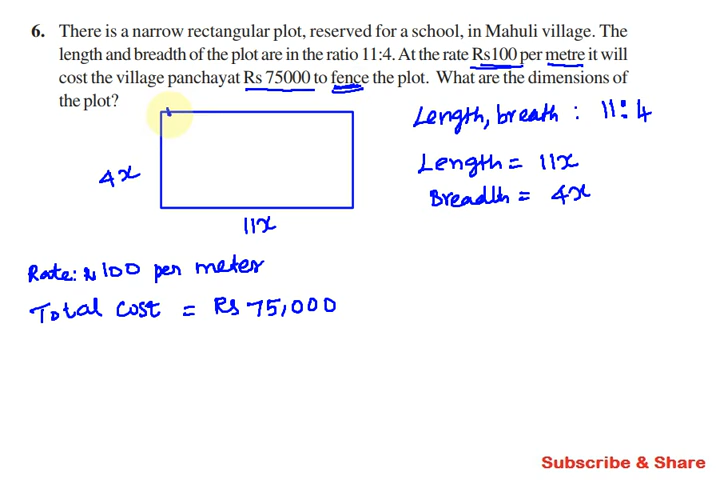 6. There is a narrow rectangular plot, reserved for a school, in Mahuli village. The
length and breadth of the plot are in the ratio 11:4. At the rate Rs100 per metre it will
cost the village panchayat Rs 75000 to fence the plot. What are the dimensions of
the plot?
Length, breath : 11:4
Length = 11x
4x
Breadth = 4x
11x
Rate: Rs 100 per meter
Total cost = Rs 75,000
Subscribe & Share